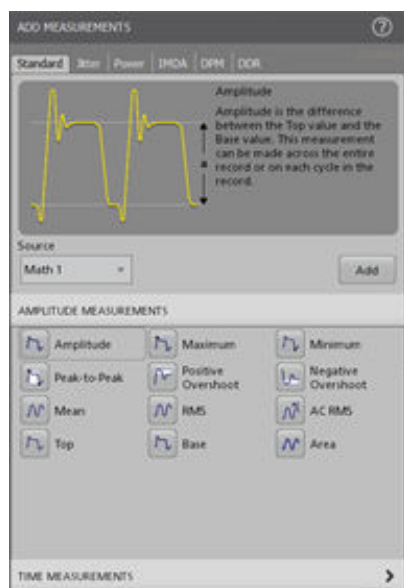 ADD MEASUREMENTS
Standard Jitter Power IMDA DPM DDR
Amplitude
Amplitude is the difference
between the Top value and the
Base value. This measurement
can be made across the entire
record or on each cycle in the
record.
a
Source
Math 1
Add
AMPLITUDE MEASUREMENTS
Amplitude Maximum Minimum
Peak-to-Peak Positive Overshoot Negative Overshoot
Mean RMS AC RMS
Top Base Area
TIME MEASUREMENTS